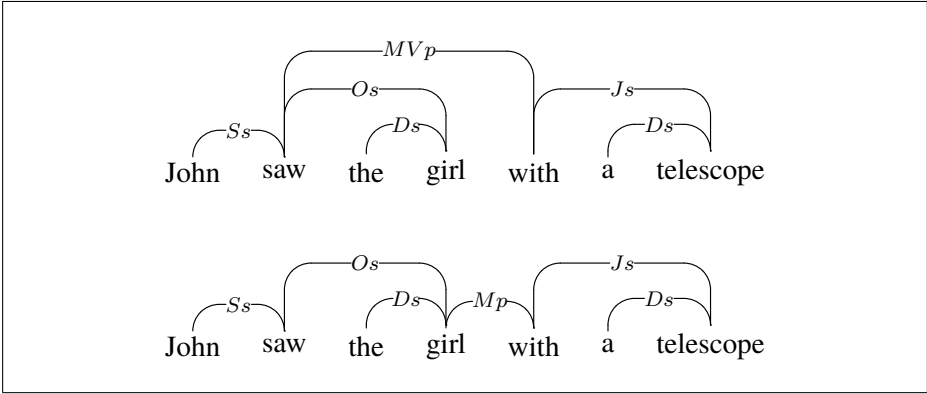 MVp
Os Js
Ss Ds Ds
John saw the girl with a telescope
Os Js
Ss Ds Mp Ds
John saw the girl with a telescope